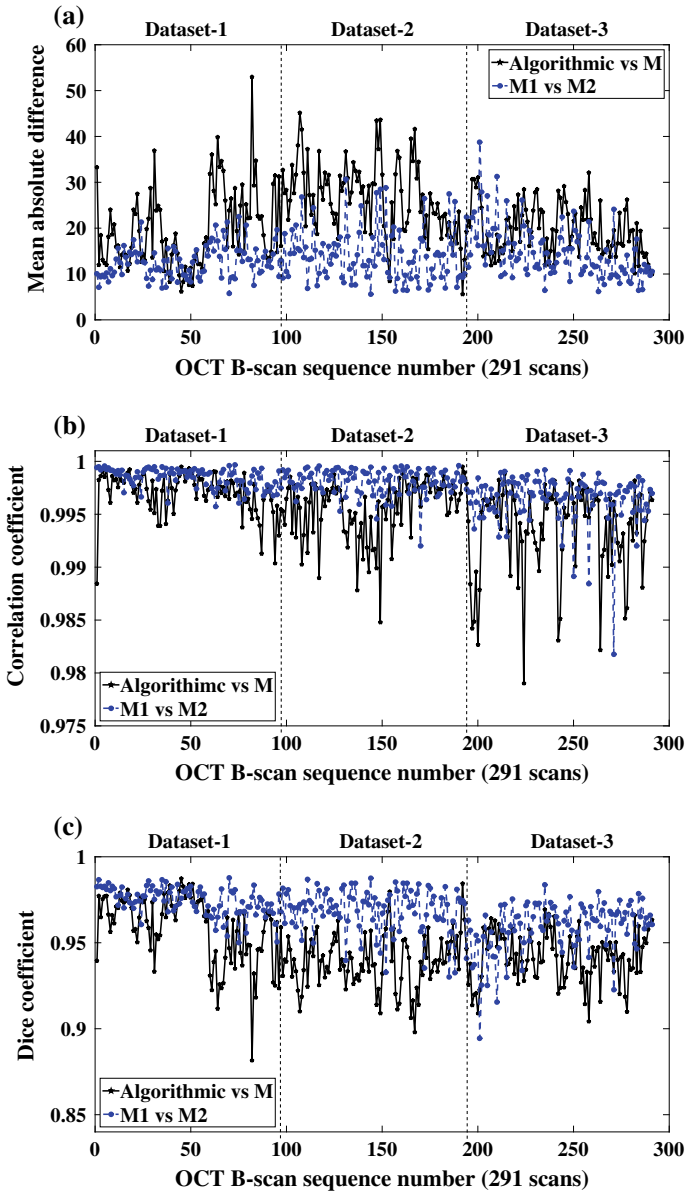 (a)
Dataset-1 Dataset-2 Dataset-3
60
50
40
30
20
10
0
Mean absolute difference
Algorithmic vs M
M1 vs M2
0 50 100 150 200 250 300
OCT B-scan sequence number (291 scans)
(b)
Dataset-1 Dataset-2 Dataset-3
1
0.995
0.99
0.985
0.98
0.975
Correlation coefficient
Algorithimc vs M
M1 vs M2
0 50 100 150 200 250 300
OCT B-scan sequence number (291 scans)
(c)
Dataset-1 Dataset-2 Dataset-3
1
0.95
0.9
0.85
Dice coefficient
Algorithmic vs M
M1 vs M2
0 50 100 150 200 250 300
OCT B-scan sequence number (291 scans)